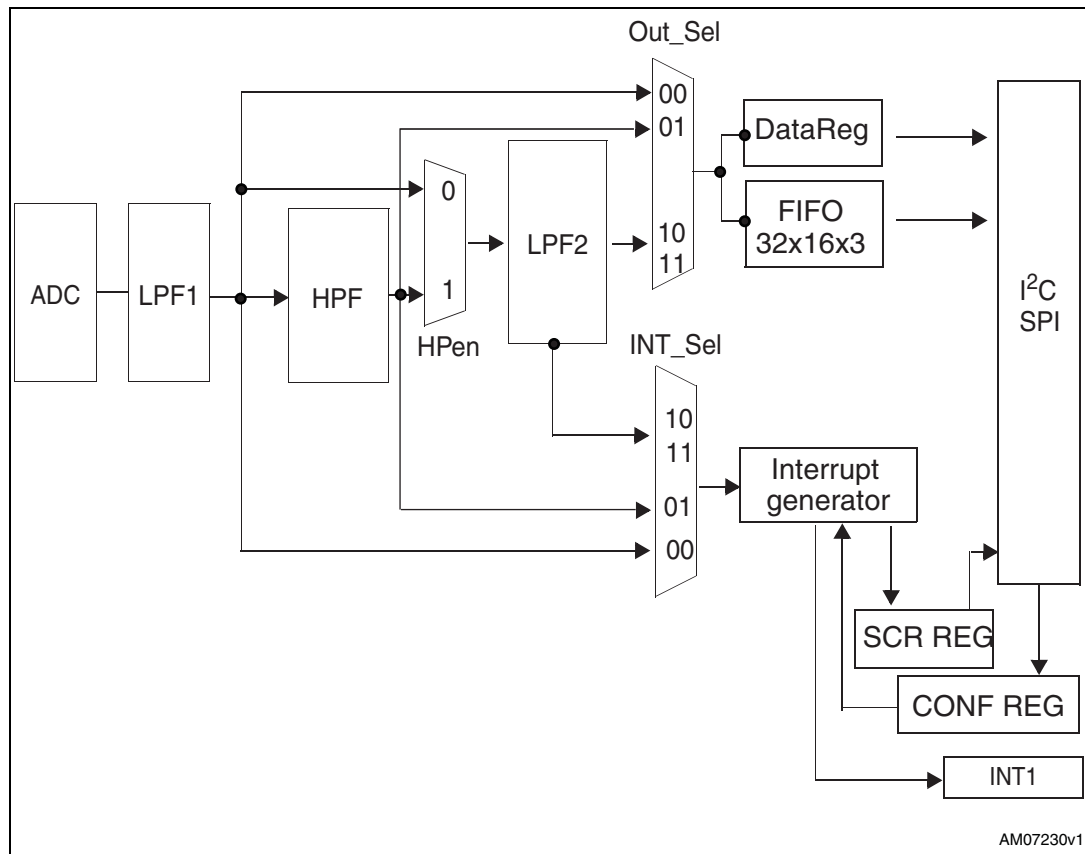 Out_Sel
00
01
DataReg
0
FIFO
32x16x3
10
11
ADC
LPF1
HPF
1
LPF2
I²C
SPI
HPen
INT_Sel
10
11
Interrupt
generator
01
00
SCR REG
CONF REG
INT1
AM07230v1